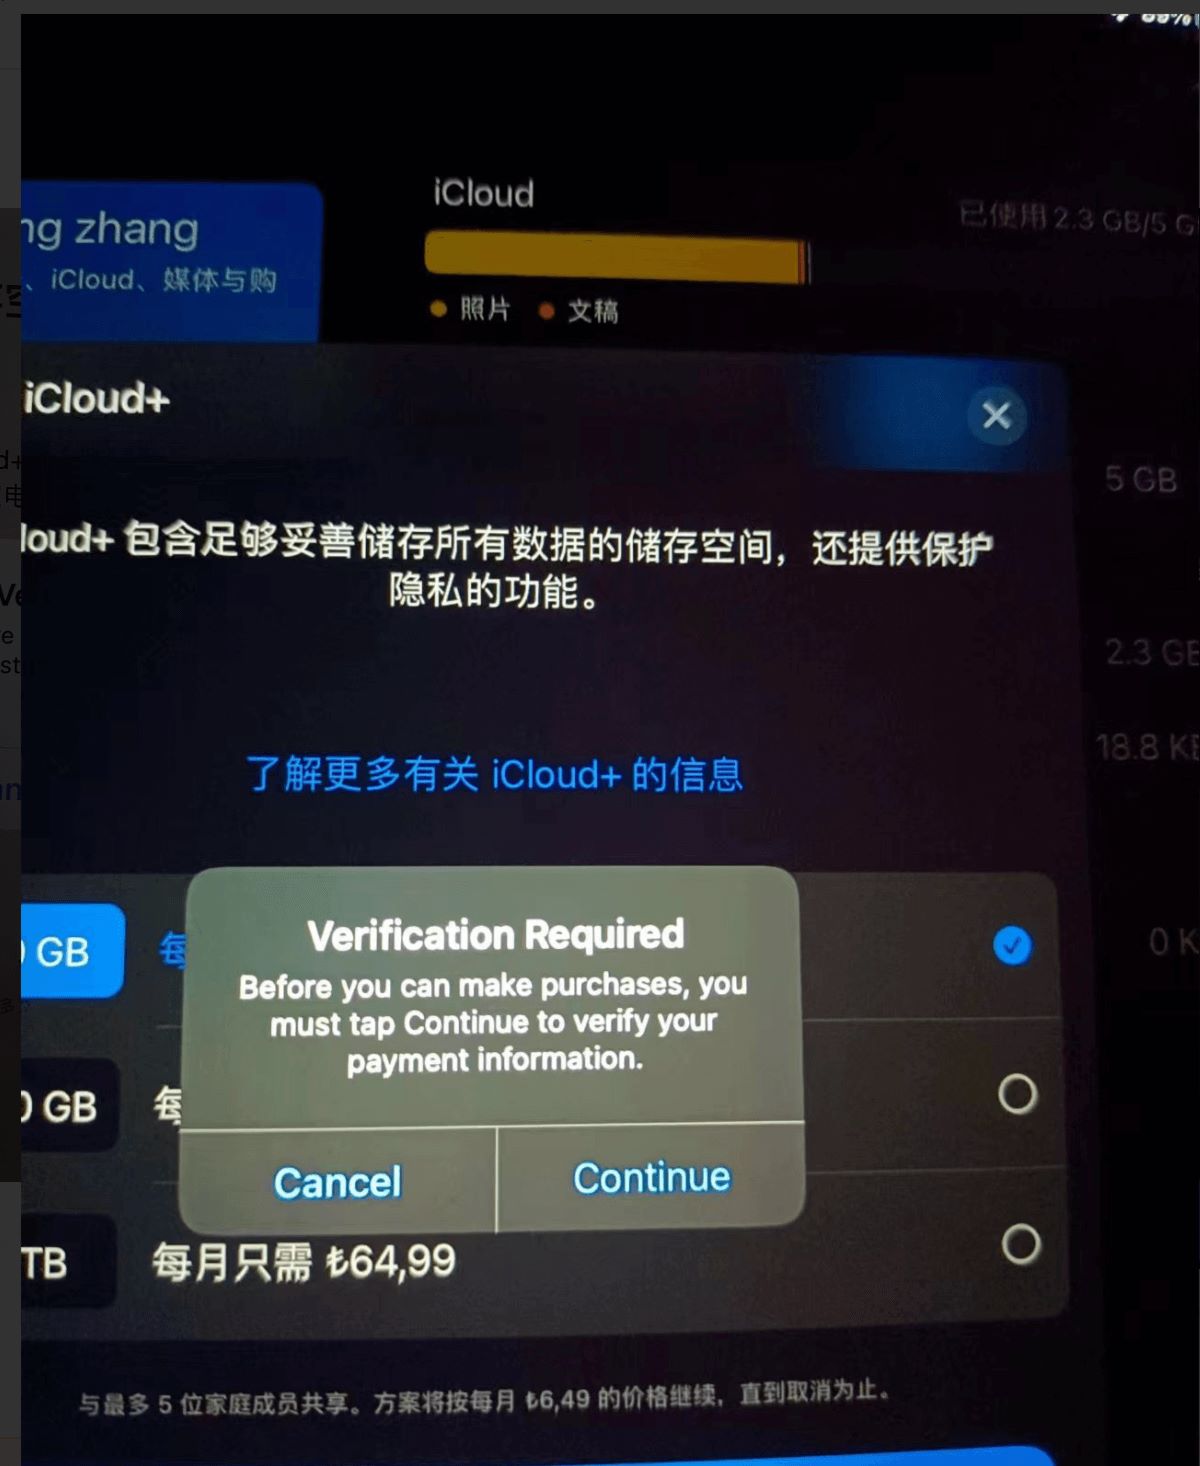 89%
ng zhang
、iCloud、媒体与购
iCloud
已使用 2.3 GB/5 G
照片
文稿
iCloud+
5 GB
loud+ 包含足够妥善储存所有数据的储存空间，还提供保护
隐私的功能。
2.3 GB
18.8 KB
了解更多有关 iCloud+ 的信息
GB
每
0 K
Verification Required
Before you can make purchases, you
must tap Continue to verify your
payment information.
0 GB
每
Cancel
Continue
TB
每月只需 ₺64,99
与最多 5 位家庭成员共享。方案将按每月 ₺6,49 的价格继续，直到取消为止。